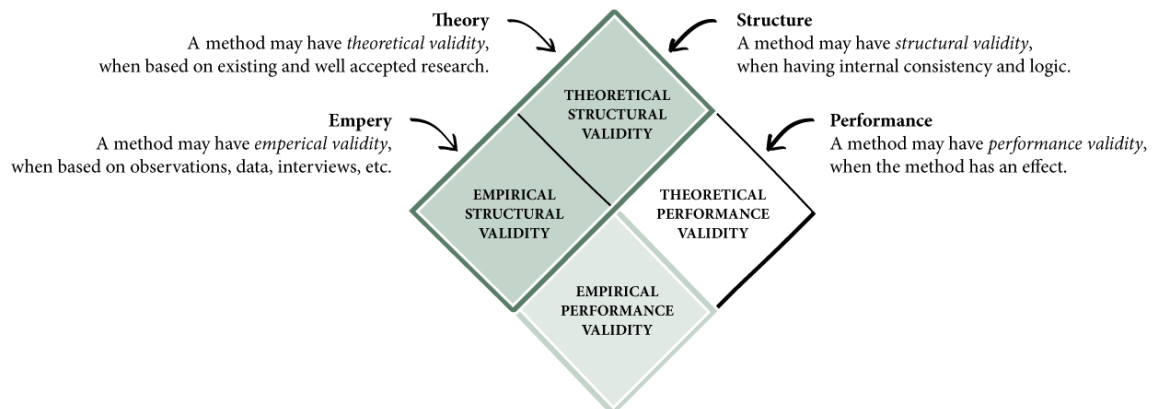 Theory
A method may have theoretical validity,
when based on existing and well accepted research.
Structure
A method may have structural validity,
when having internal consistency and logic.
Empery
A method may have emperical validity,
when based on observations, data, interviews, etc.
Performance
A method may have performance validity,
when the method has an effect.
THEORETICAL
STRUCTURAL
VALIDITY
EMPIRICAL
STRUCTURAL
VALIDITY
THEORETICAL
PERFORMANCE
VALIDITY
EMPIRICAL
PERFORMANCE
VALIDITY